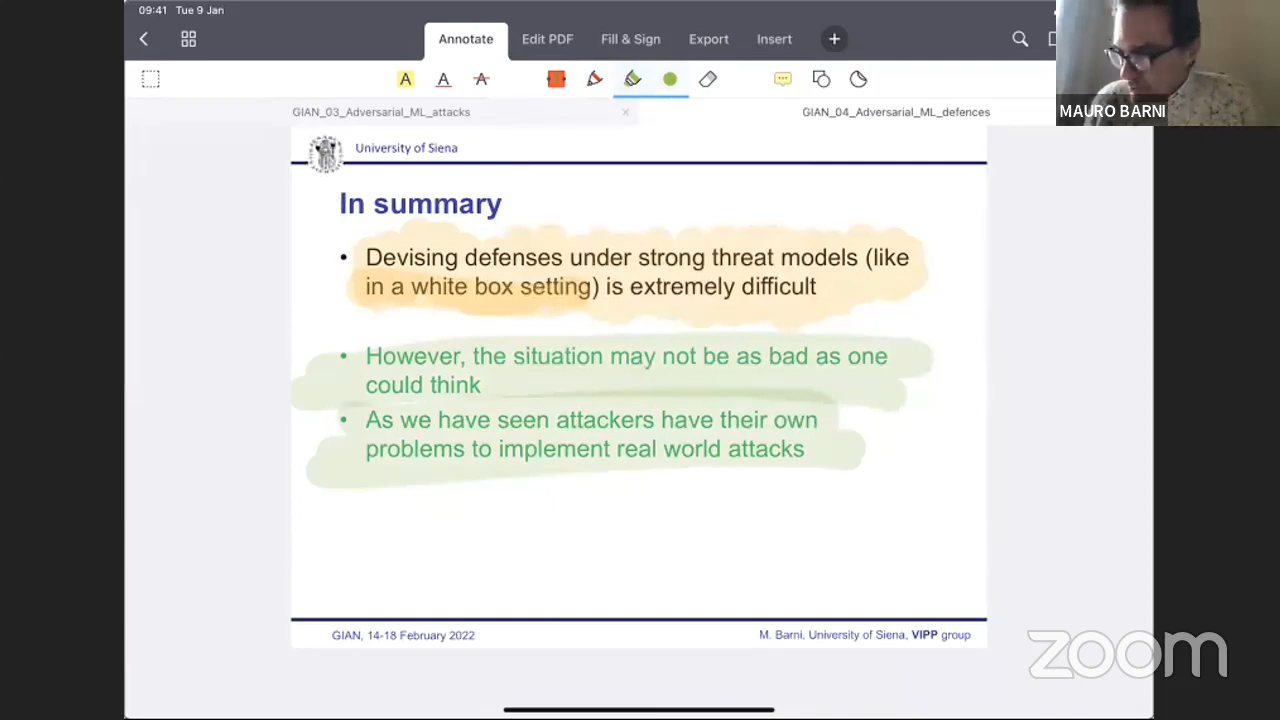 09:41 Tue 9 Jan
Annotate Edit PDF Fill & Sign Export Insert
A A A
MAURO BARNI
GIAN_03_Adversarial_ML_attacks
GIAN_04_Adversarial_ML_defences
University of Siena
In summary
• Devising defenses under strong threat models (like
in a white box setting) is extremely difficult
• However, the situation may not be as bad as one
could think
• As we have seen attackers have their own
problems to implement real world attacks
GIAN, 14-18 February 2022
M. Barni, University of Siena, VIPP group
zoom